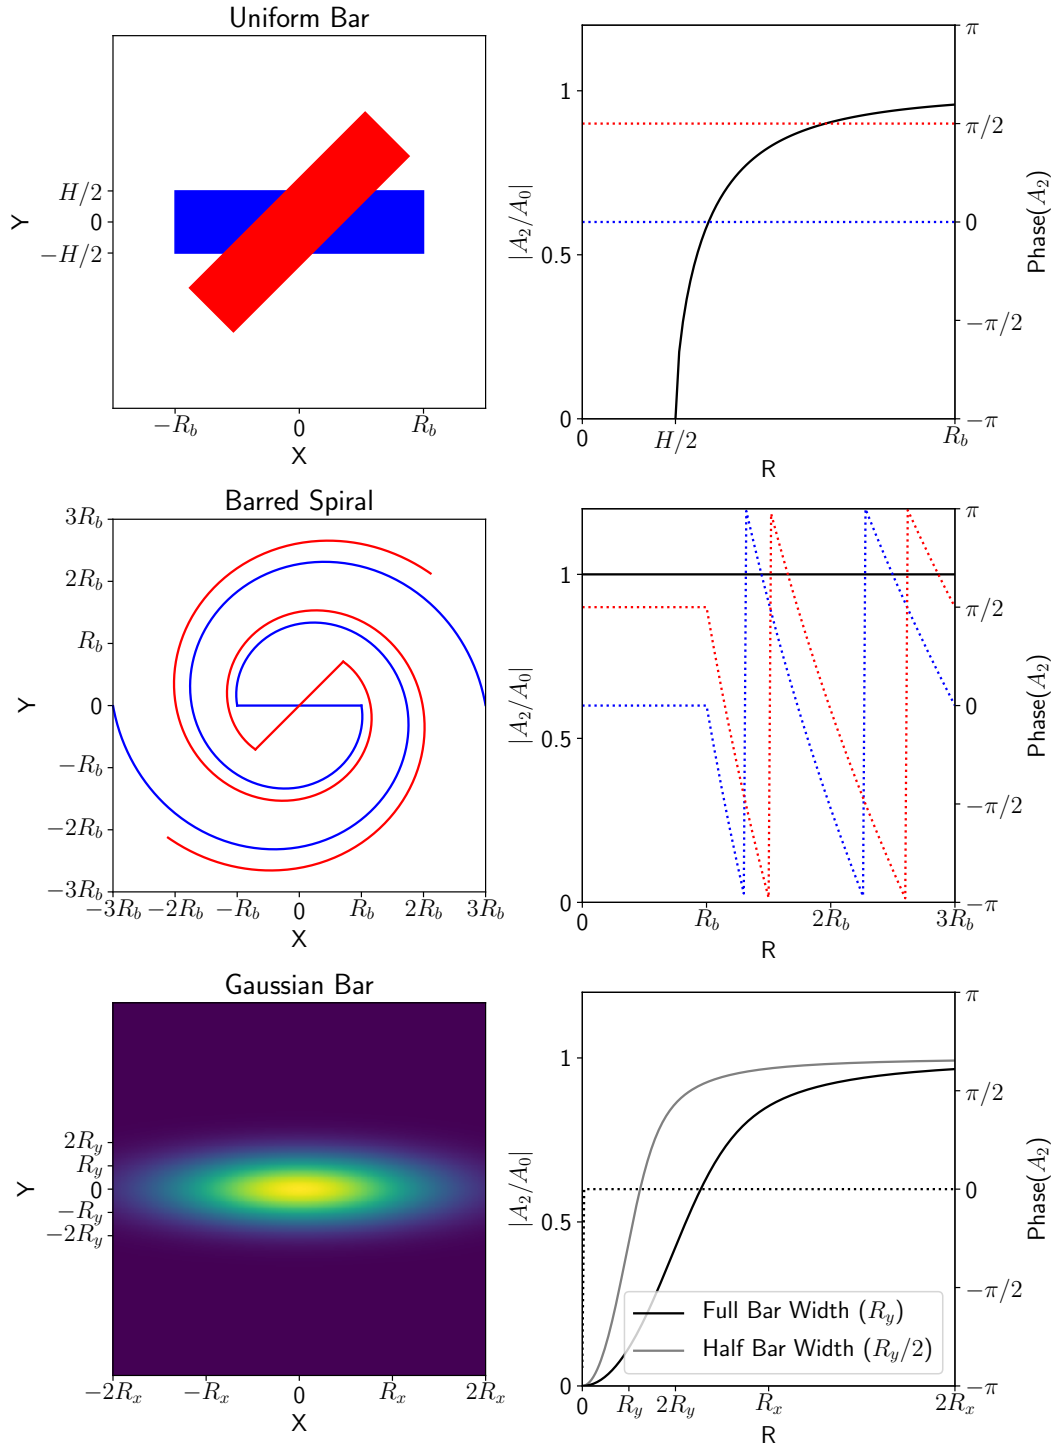 Uniform Bar
Y
H/2
0
−H/2
−R_b
0
R_b
X
|A_2/A_0|
1
0.5
0
π
π/2
0
−π/2
−π
Phase(A_2)
0
H/2
R_b
R
Barred Spiral
Y
3R_b
2R_b
R_b
0
−R_b
−2R_b
−3R_b
−3R_b
−2R_b
−R_b
0
R_b
2R_b
3R_b
X
|A_2/A_0|
1
0.5
0
π
π/2
0
−π/2
−π
Phase(A_2)
0
R_b
2R_b
3R_b
R
Gaussian Bar
Y
2R_y
R_y
0
−R_y
−2R_y
−2R_x
−R_x
0
R_x
2R_x
X
|A_2/A_0|
1
0.5
0
π
π/2
0
−π/2
−π
Phase(A_2)
Full Bar Width (R_y)
Half Bar Width (R_y/2)
0
R_y
2R_y
R_x
2R_x
R